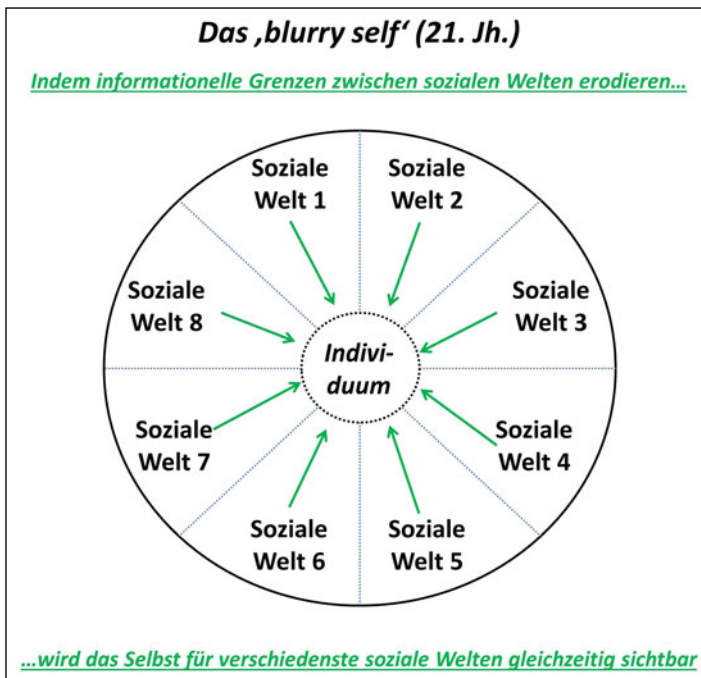 Das ‚blurry self‘ (21. Jh.)
Indem informationelle Grenzen zwischen sozialen Welten erodieren…
Soziale
Welt 1
Soziale
Welt 2
Soziale
Welt 3
Soziale
Welt 4
Soziale
Welt 5
Soziale
Welt 6
Soziale
Welt 7
Soziale
Welt 8
Indivi-
duum
…wird das Selbst für verschiedenste soziale Welten gleichzeitig sichtbar